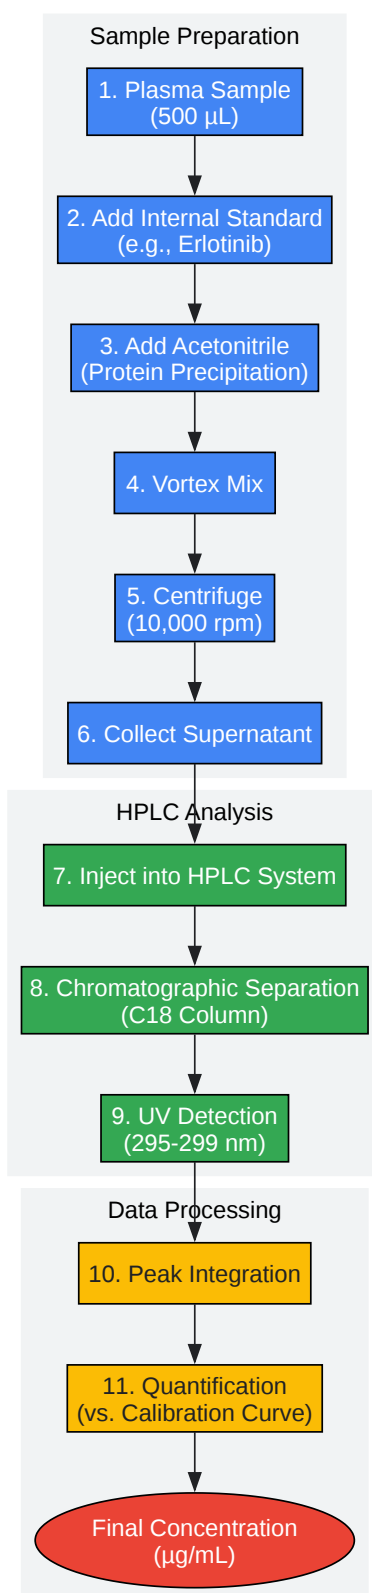 Sample Preparation
1. Plasma Sample
(500 µL)
2. Add Internal Standard
(e.g., Erlotinib)
3. Add Acetonitrile
(Protein Precipitation)
4. Vortex Mix
5. Centrifuge
(10,000 rpm)
6. Collect Supernatant
HPLC Analysis
7. Inject into HPLC System
8. Chromatographic Separation
(C18 Column)
9. UV Detection
(295-299 nm)
Data Processing
10. Peak Integration
11. Quantification
(vs. Calibration Curve)
Final Concentration
(µg/mL)